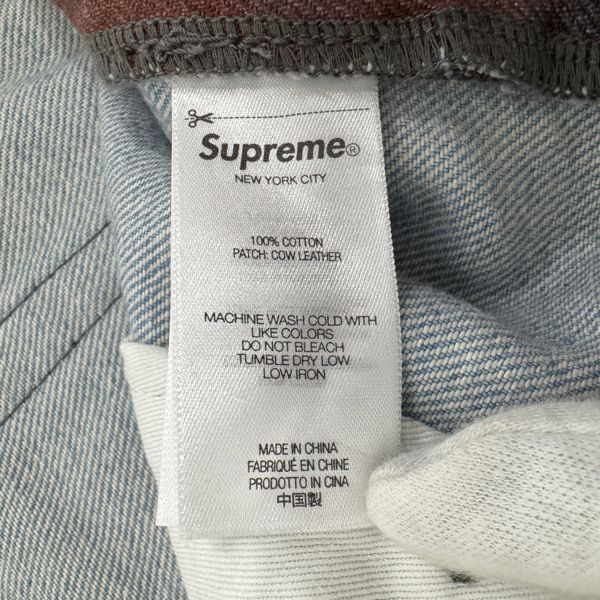 Supreme®
NEW YORK CITY
100% COTTON
PATCH: COW LEATHER
MACHINE WASH COLD WITH
LIKE COLORS
DO NOT BLEACH
TUMBLE DRY LOW
LOW IRON
MADE IN CHINA
FABRIQUÉ EN CHINE
PRODOTTO IN CINA
中国製